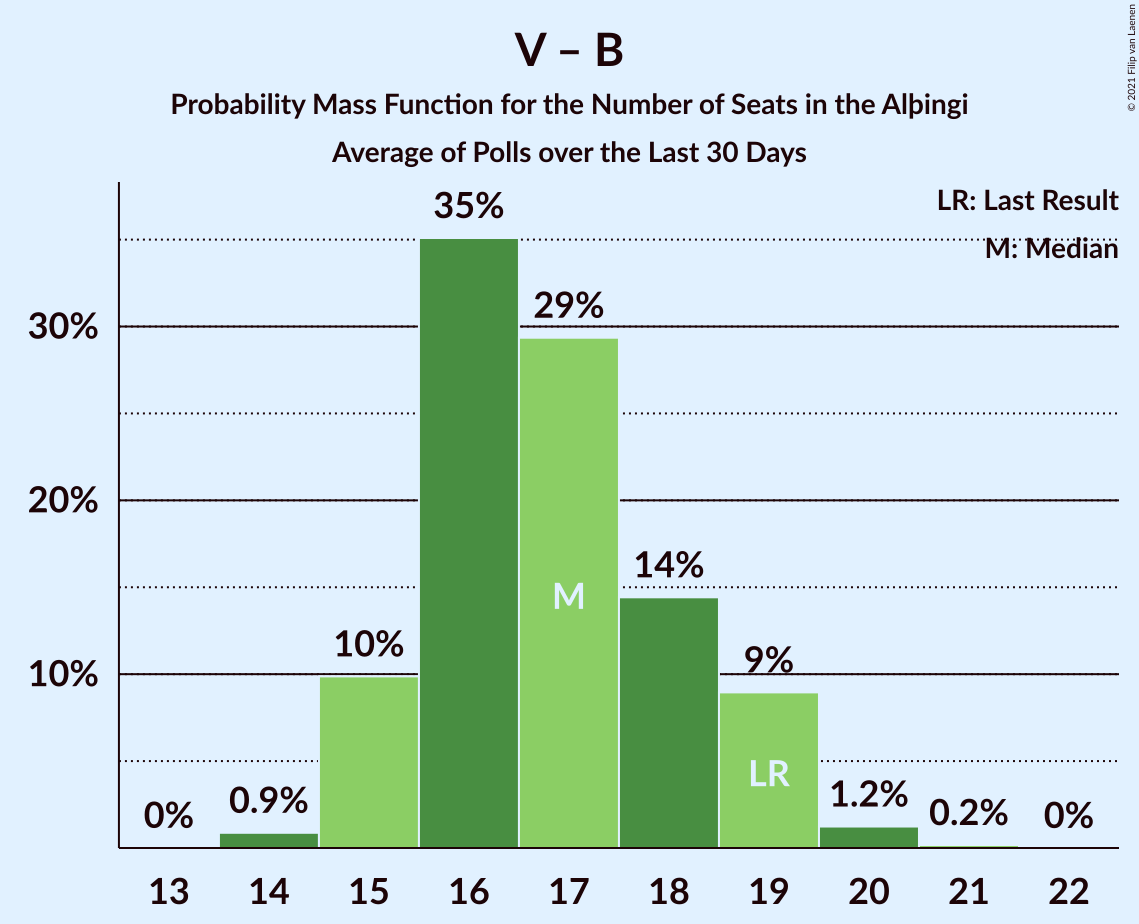 V – B
Probability Mass Function for the Number of Seats in the Alþingi
Average of Polls over the Last 30 Days
© 2021 Filip van Laenen
LR: Last Result
M: Median
35%
29%
30%
20%
14%
M
10%
9%
10%
LR
0%
0.9%
1.2%
0.2%
0%
13 14 15 16 17 18 19 20 21 22